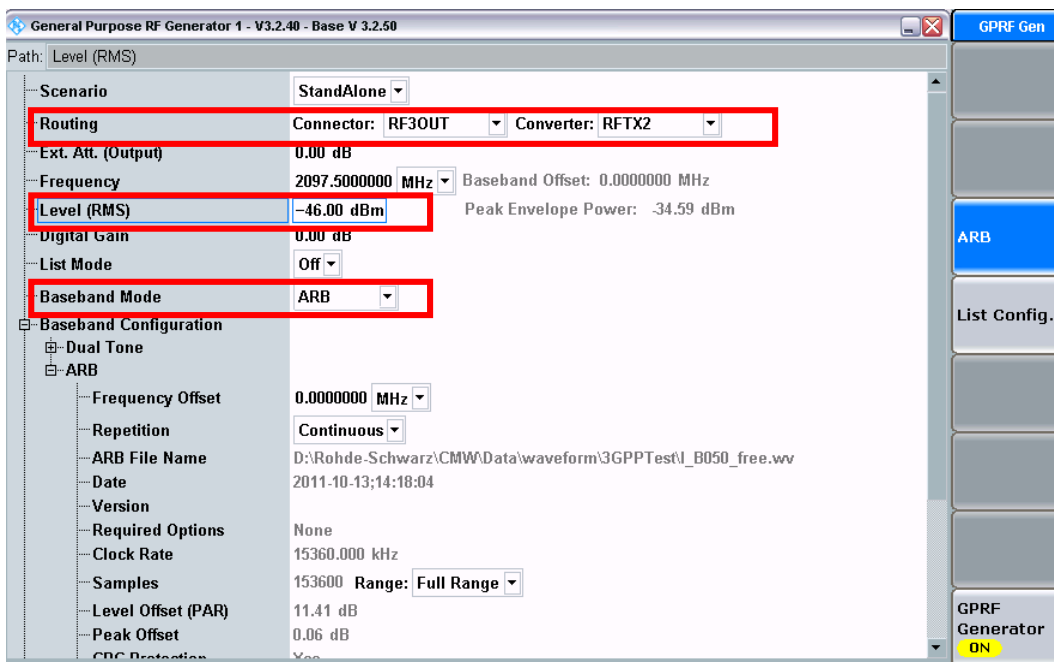 General Purpose RF Generator 1 - V3.2.40 - Base V 3.2.50
GPRF Gen
Path: Level (RMS)
Scenario StandAlone
Routing Connector: RF3OUT Converter: RFTX2
Ext. Att. (Output) 0.00 dB
Frequency 2097.5000000 MHz Baseband Offset: 0.0000000 MHz
Level (RMS) −46.00 dBm Peak Envelope Power: -34.59 dBm
Digital Gain 0.00 dB
List Mode Off
Baseband Mode ARB
Baseband Configuration
Dual Tone
ARB
Frequency Offset 0.0000000 MHz
Repetition Continuous
ARB File Name D:\Rohde-Schwarz\CMW\Data\waveform\3GPPTest\I_B050_free.wv
Date 2011-10-13;14:18:04
Version
Required Options None
Clock Rate 15360.000 kHz
Samples 153600 Range: Full Range
Level Offset (PAR) 11.41 dB
Peak Offset 0.06 dB
CRC Protection Yes
ARB
List Config.
GPRF
Generator
ON